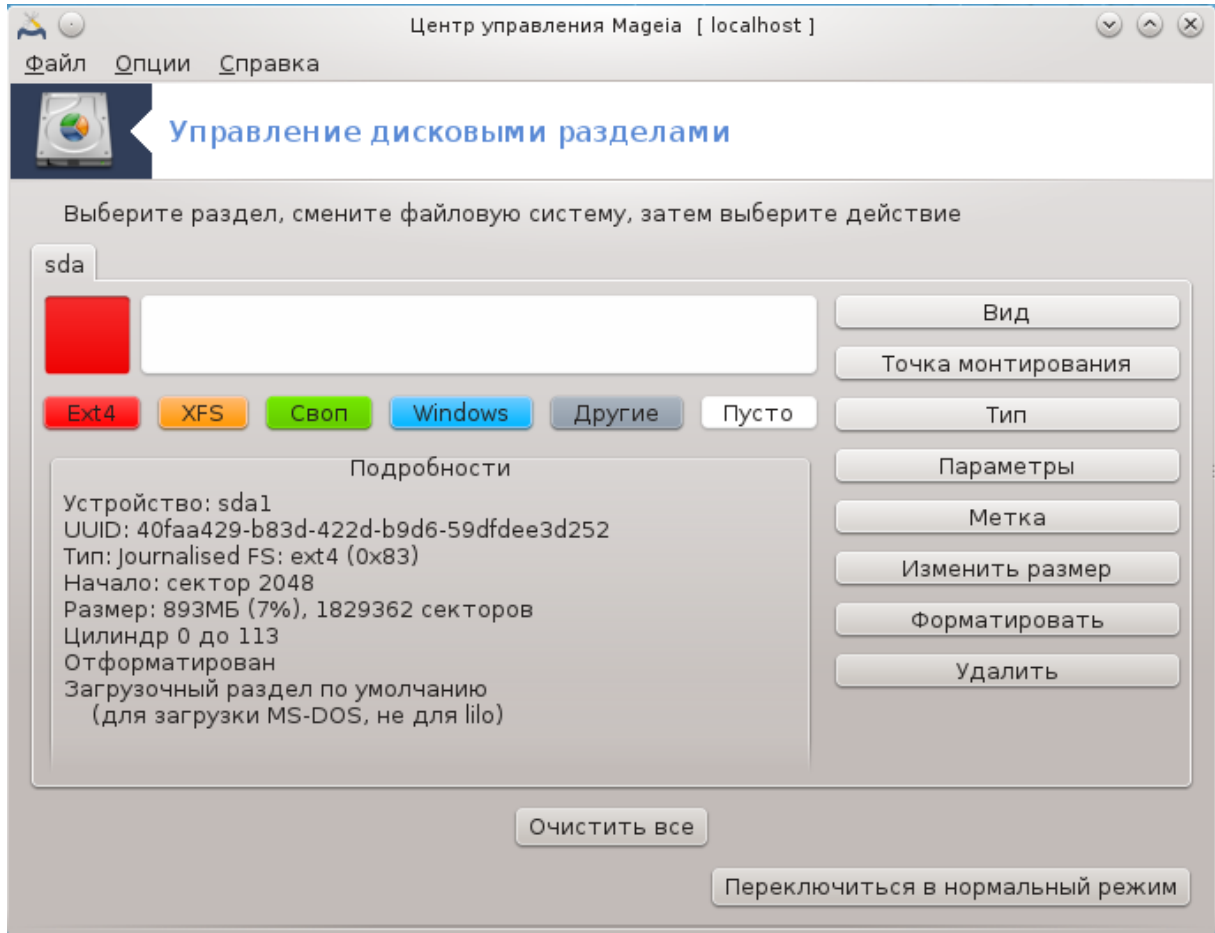 Центр управления Mageia [ localhost ]
Файл Опции Справка
Управление дисковыми разделами
Выберите раздел, смените файловую систему, затем выберите действие
sda
Ext4 XFS Своп Windows Другие Пусто
Подробности
Устройство: sda1
UUID: 40faa429-b83d-422d-b9d6-59dfdee3d252
Тип: Journalised FS: ext4 (0x83)
Начало: сектор 2048
Размер: 893МБ (7%), 1829362 секторов
Цилиндр 0 до 113
Отформатирован
Загрузочный раздел по умолчанию
(для загрузки MS-DOS, не для lilo)
Вид
Точка монтирования
Тип
Параметры
Метка
Изменить размер
Форматировать
Удалить
Очистить все
Переключиться в нормальный режим